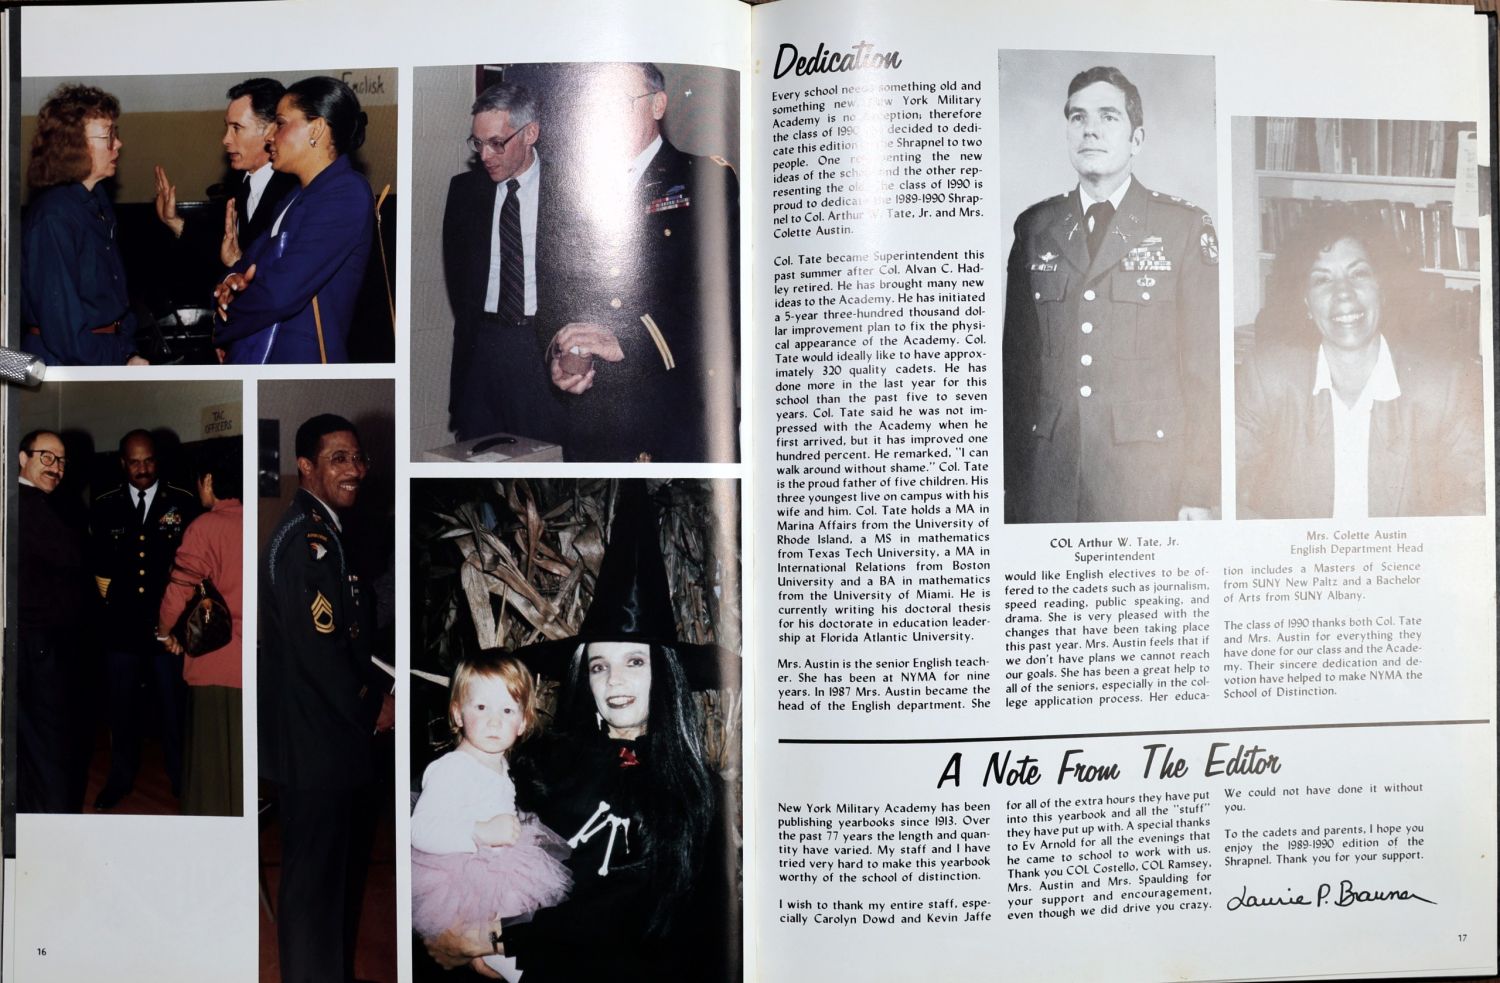 English
TAC
OFFICERS
AIRBORNE
16
Dedication
Every school needs something old and
something new. New York Military
Academy is no exception; therefore
the class of 1990 decided to dedi-
cate this edition the Shrapnel to two
people. One representing the new
ideas of the school and the other rep-
resenting the old. The class of 1990 is
proud to dedicate the 1989-1990 Shrap-
nel to Col. Arthur W. Tate, Jr. and Mrs.
Colette Austin.
Col. Tate became Superintendent this
past summer after Col. Alvan C. Had-
ley retired. He has brought many new
ideas to the Academy. He has initiated
a 5-year three-hundred thousand dol-
lar improvement plan to fix the physi-
cal appearance of the Academy. Col.
Tate would ideally like to have approx-
imately 320 quality cadets. He has
done more in the last year for this
school than the past five to seven
years. Col. Tate said he was not im-
pressed with the Academy when he
first arrived, but it has improved one
hundred percent. He remarked, "I can
walk around without shame." Col. Tate
is the proud father of five children. His
three youngest live on campus with his
wife and him. Col. Tate holds a MA in
Marina Affairs from the University of
Rhode Island, a MS in mathematics
from Texas Tech University, a MA in
International Relations from Boston
University and a BA in mathematics
from the University of Miami. He is
currently writing his doctoral thesis
for his doctorate in education leader-
ship at Florida Atlantic University.
Mrs. Austin is the senior English teach-
er. She has been at NYMA for nine
years. In 1987 Mrs. Austin became the
head of the English department. She
COL Arthur W. Tate, Jr.
Superintendent
would like English electives to be of-
fered to the cadets such as journalism,
speed reading, public speaking, and
drama. She is very pleased with the
changes that have been taking place
this past year. Mrs. Austin feels that if
we don't have plans we cannot reach
our goals. She has been a great help to
all of the seniors, especially in the col-
lege application process. Her educa-
Mrs. Colette Austin
English Department Head
tion includes a Masters of Science
from SUNY New Paltz and a Bachelor
of Arts from SUNY Albany.
The class of 1990 thanks both Col. Tate
and Mrs. Austin for everything they
have done for our class and the Acade-
my. Their sincere dedication and de-
votion have helped to make NYMA the
School of Distinction.
A Note From The Editor
New York Military Academy has been
publishing yearbooks since 1913. Over
the past 77 years the length and quan-
tity have varied. My staff and I have
tried very hard to make this yearbook
worthy of the school of distinction.
I wish to thank my entire staff, espe-
cially Carolyn Dowd and Kevin Jaffe
for all of the extra hours they have put
into this yearbook and all the "stuff"
they have put up with. A special thanks
to Ev Arnold for all the evenings that
he came to school to work with us.
Thank you COL Costello, COL Ramsey,
Mrs. Austin and Mrs. Spaulding for
your support and encouragement,
even though we did drive you crazy.
We could not have done it without
you.
To the cadets and parents, I hope you
enjoy the 1989-1990 edition of the
Shrapnel. Thank you for your support.
Laurie P. Brauner
17